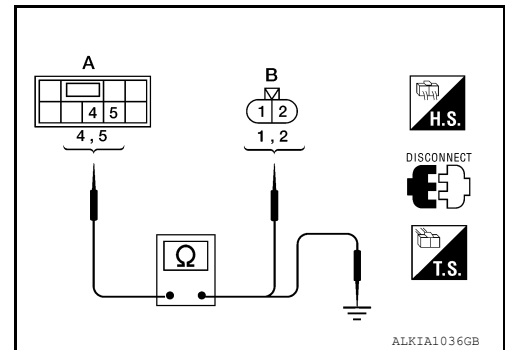 A
B
4 5
1 2
4 , 5
1 , 2
H.S.
DISCONNECT
Ω
T.S.
ALKIA1036GB